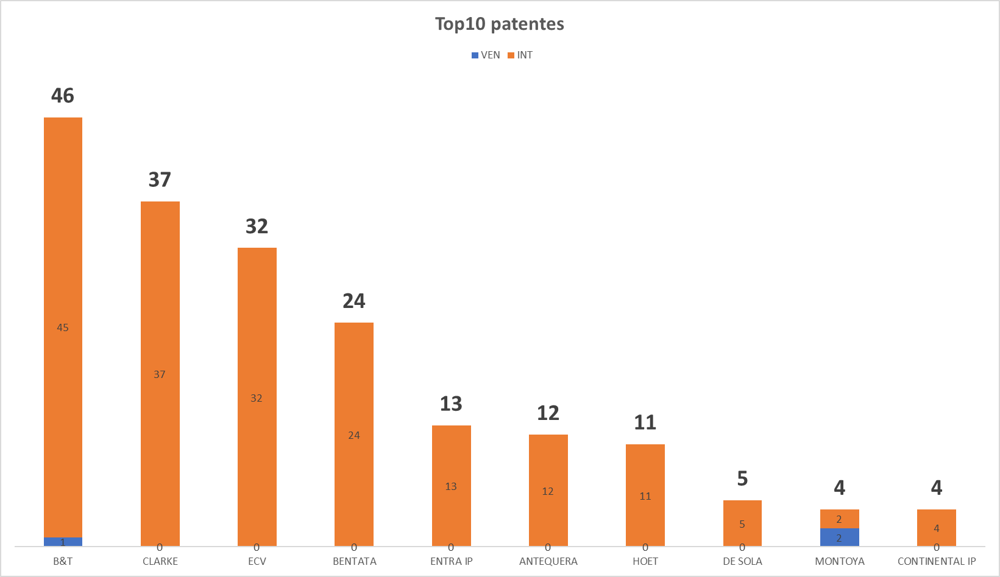 Top10 patentes
VEN INT
46
37
32
24
13
12
11
5
4
4
45
37
32
24
13
12
11
5
2
4
1
0
0
0
0
0
0
0
2
0
B&T
CLARKE
ECV
BENTATA
ENTRA IP
ANTEQUERA
HOET
DE SOLA
MONTOYA
CONTINENTAL IP